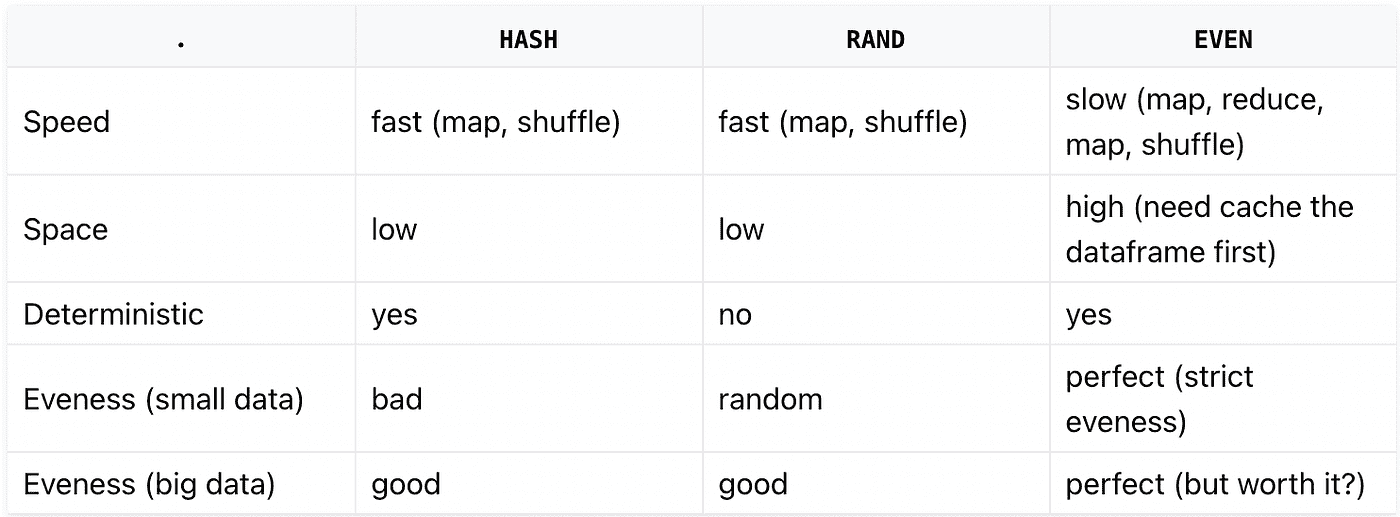 . HASH RAND EVEN
Speed fast (map, shuffle) fast (map, shuffle) slow (map, reduce,
map, shuffle)
Space low low high (need cache the
dataframe first)
Deterministic yes no yes
Eveness (small data) bad random perfect (strict
eveness)
Eveness (big data) good good perfect (but worth it?)